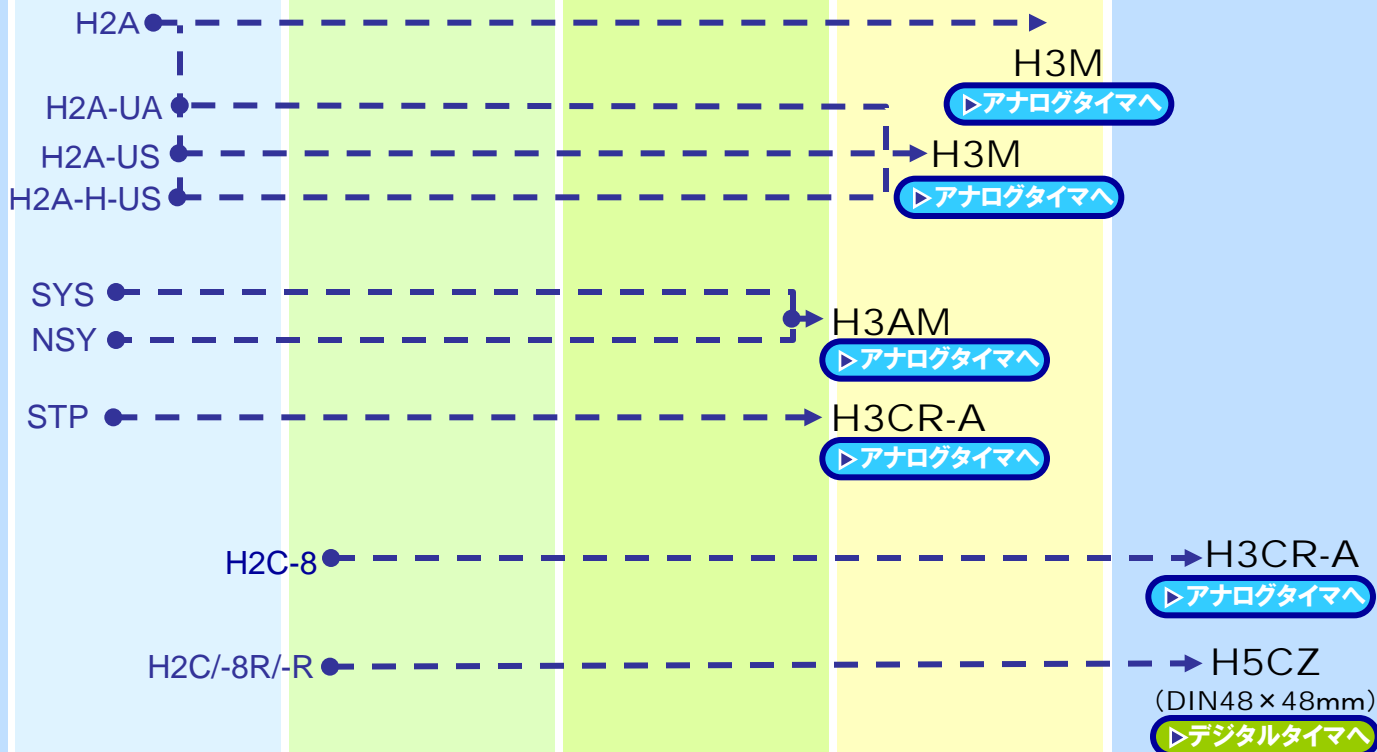 H2A
H3M
アナログタイマへ
H2A-UA
H2A-US
H3M
H2A-H-US
アナログタイマへ
SYS
H3AM
NSY
アナログタイマへ
STP
H3CR-A
アナログタイマへ
H2C-8
H3CR-A
アナログタイマへ
H2C/-8R/-R
H5CZ
(DIN48×48mm)
デジタルタイマへ